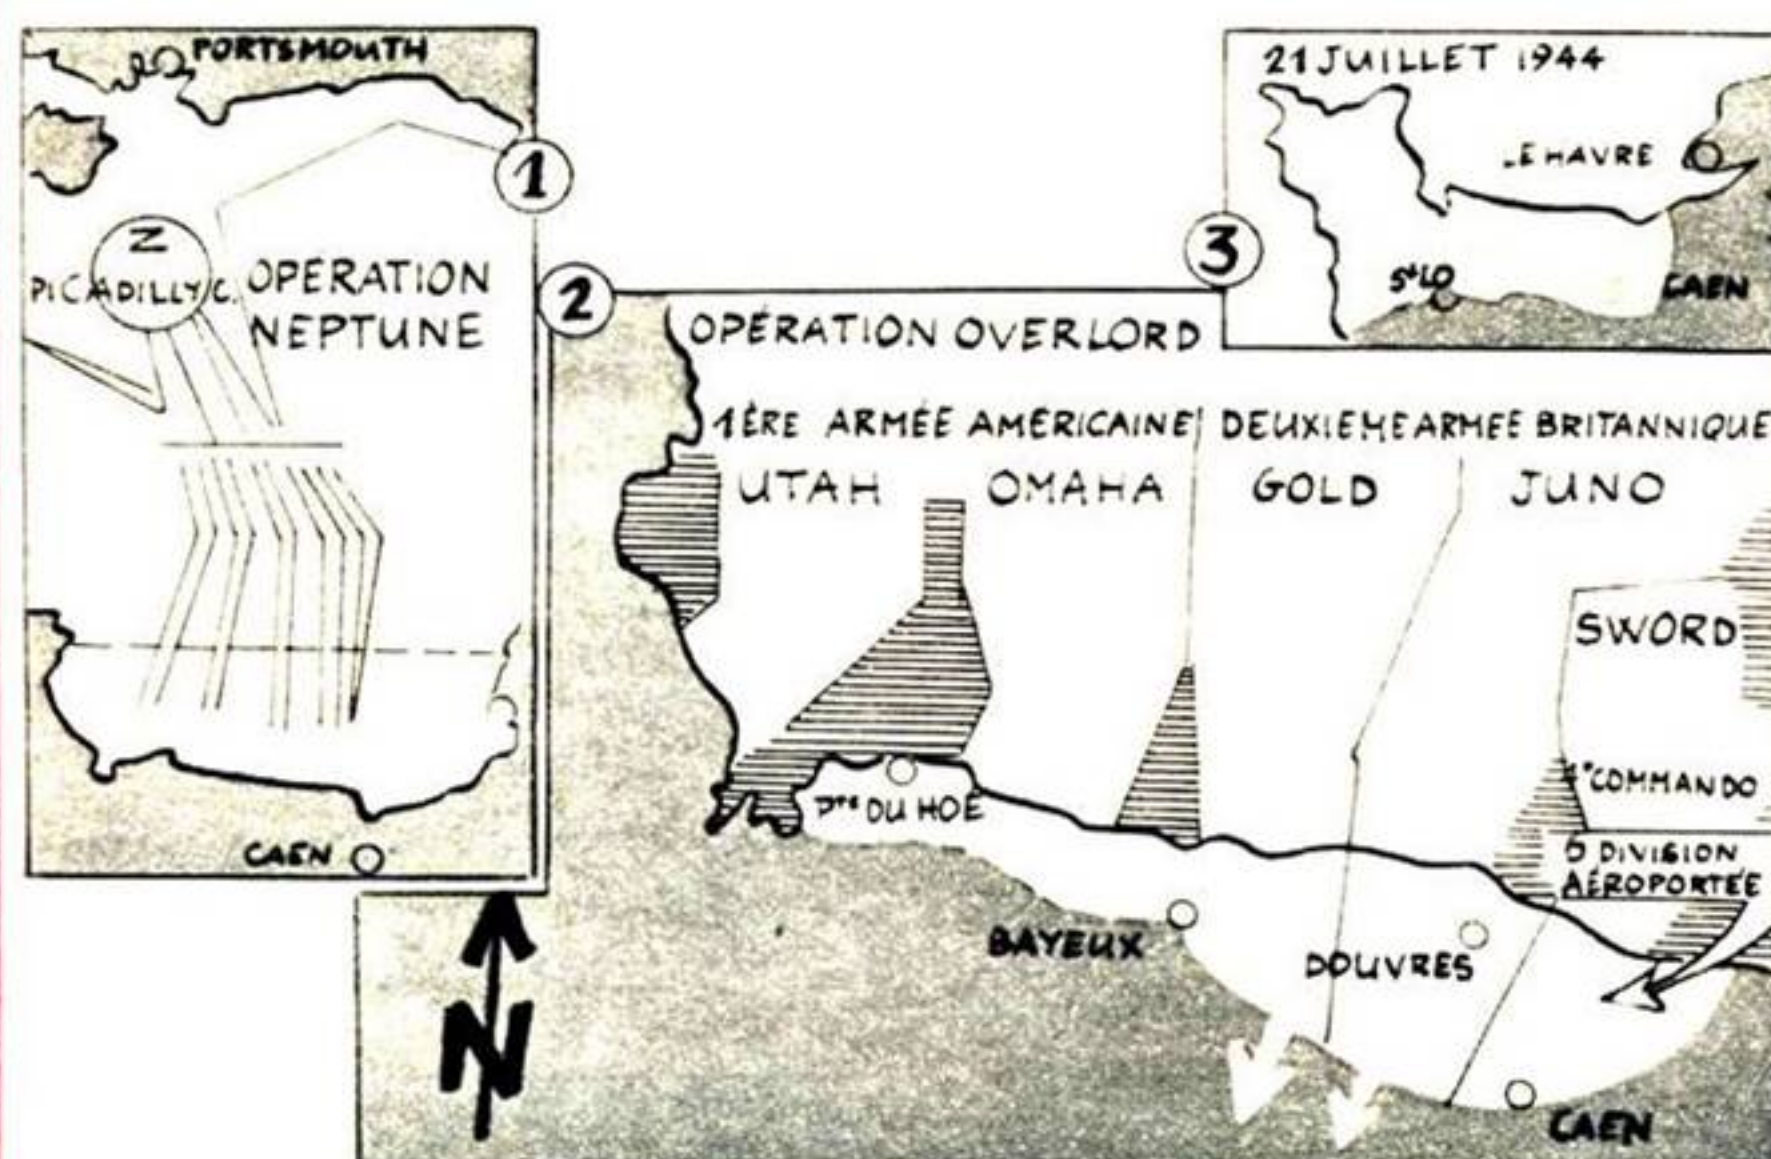 PORTSMOUTH
1
Z
PICADILLY C.
OPÉRATION
NEPTUNE
CAEN
N
2
OPÉRATION OVERLORD
1ÈRE ARMÉE AMÉRICAINE
DEUXIEME ARMEE BRITANNIQUE
UTAH
OMAHA
GOLD
JUNO
SWORD
COMMANDO
DIVISION
AÉROPORTÉE
Pte DU HOE
BAYEUX
DOUVRES
CAEN
3
21 JUILLET 1944
LE HAVRE
St LO
CAEN